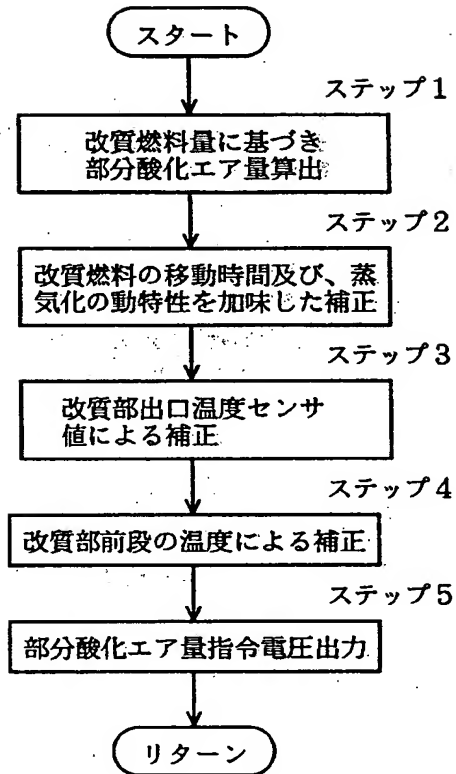 スタート
ステップ1
改質燃料量に基づき
部分酸化エア量算出
ステップ2
改質燃料の移動時間及び、蒸
気化の動特性を加味した補正
ステップ3
改質部出口温度センサ
値による補正
ステップ4
改質部前段の温度による補正
ステップ5
部分酸化エア量指令電圧出力
リターン